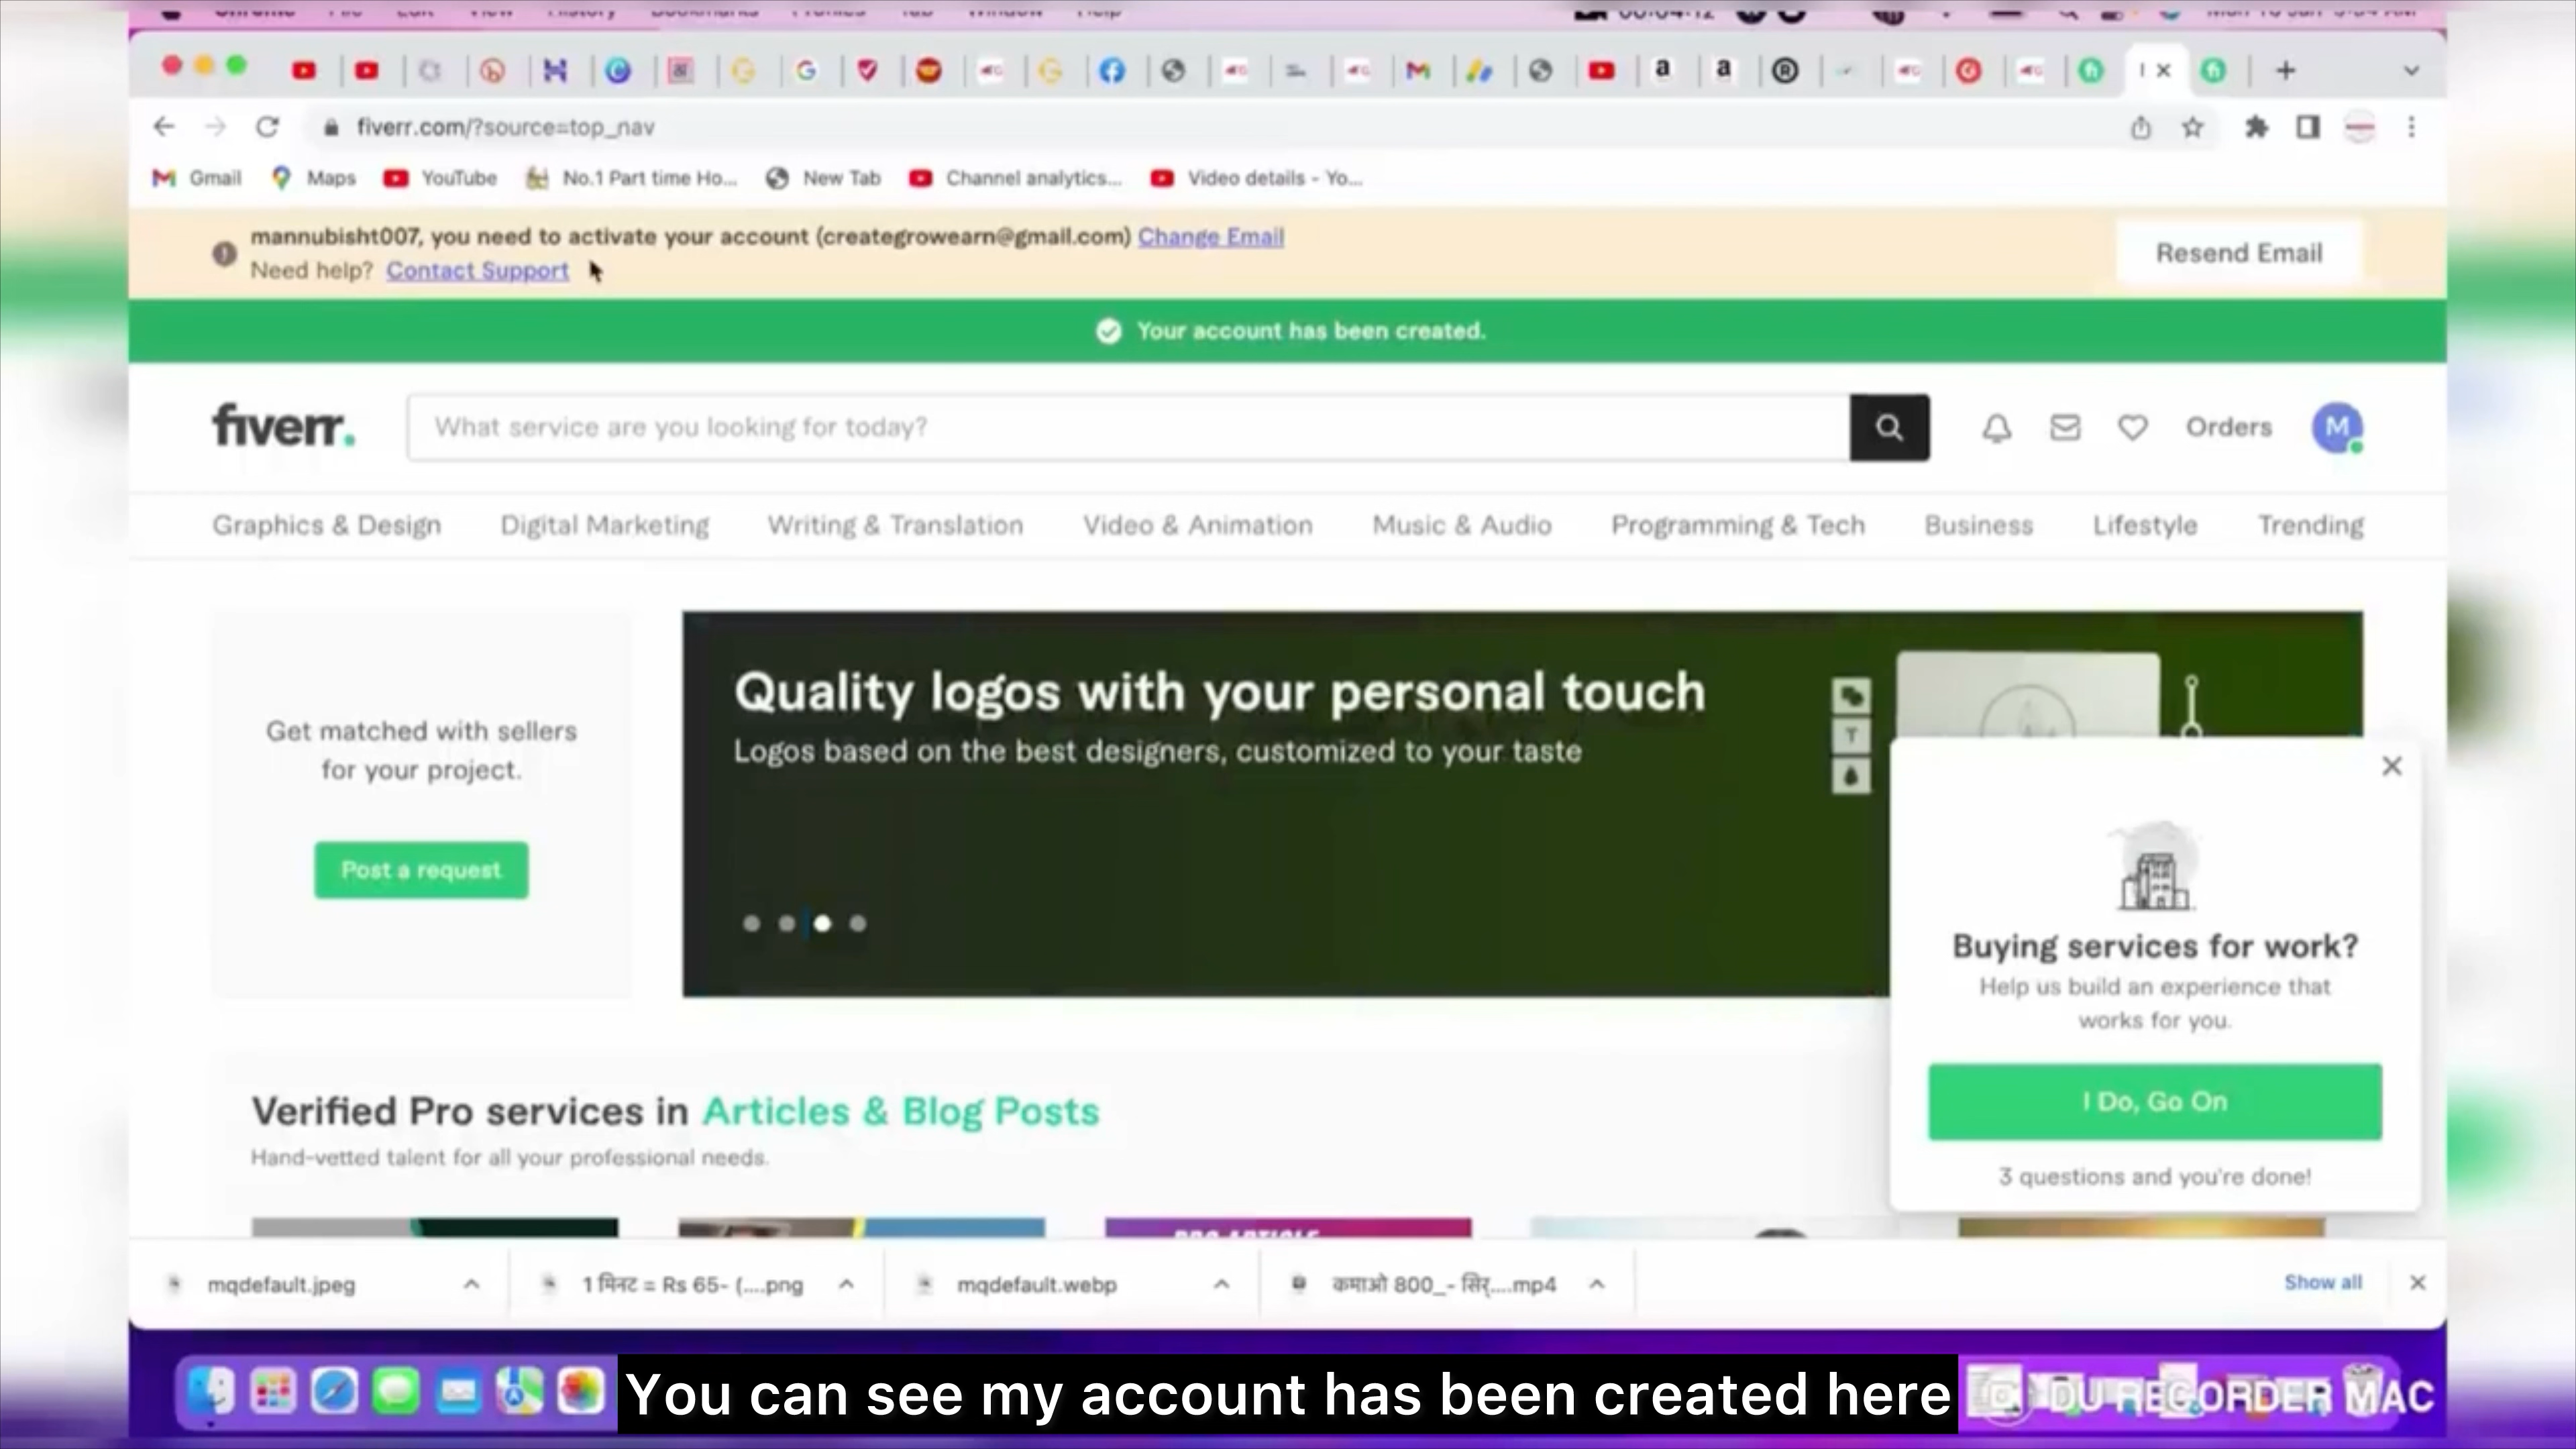 fiverr.com/?source=top_nav
Gmail Maps YouTube No.1 Part time Ho... New Tab Channel analytics... Video details - Yo...
mannubisht007, you need to activate your account (creategrowearn@gmail.com) Change Email
Need help? Contact Support
Resend Email
Your account has been created.
fiverr.
What service are you looking for today?
Orders
M
Graphics & Design Digital Marketing Writing & Translation Video & Animation Music & Audio Programming & Tech Business Lifestyle Trending
Get matched with sellers
for your project.
Post a request
Quality logos with your personal touch
Logos based on the best designers, customized to your taste
Buying services for work?
Help us build an experience that
works for you.
I Do, Go On
3 questions and you're done!
Verified Pro services in Articles & Blog Posts
Hand-vetted talent for all your professional needs.
PRO ARTICLE
mqdefault.jpeg 1 मिनट = Rs 65- (....png mqdefault.webp कमाओ 800_- सिर्....mp4 Show all
You can see my account has been created here
DU RECORDER MAC